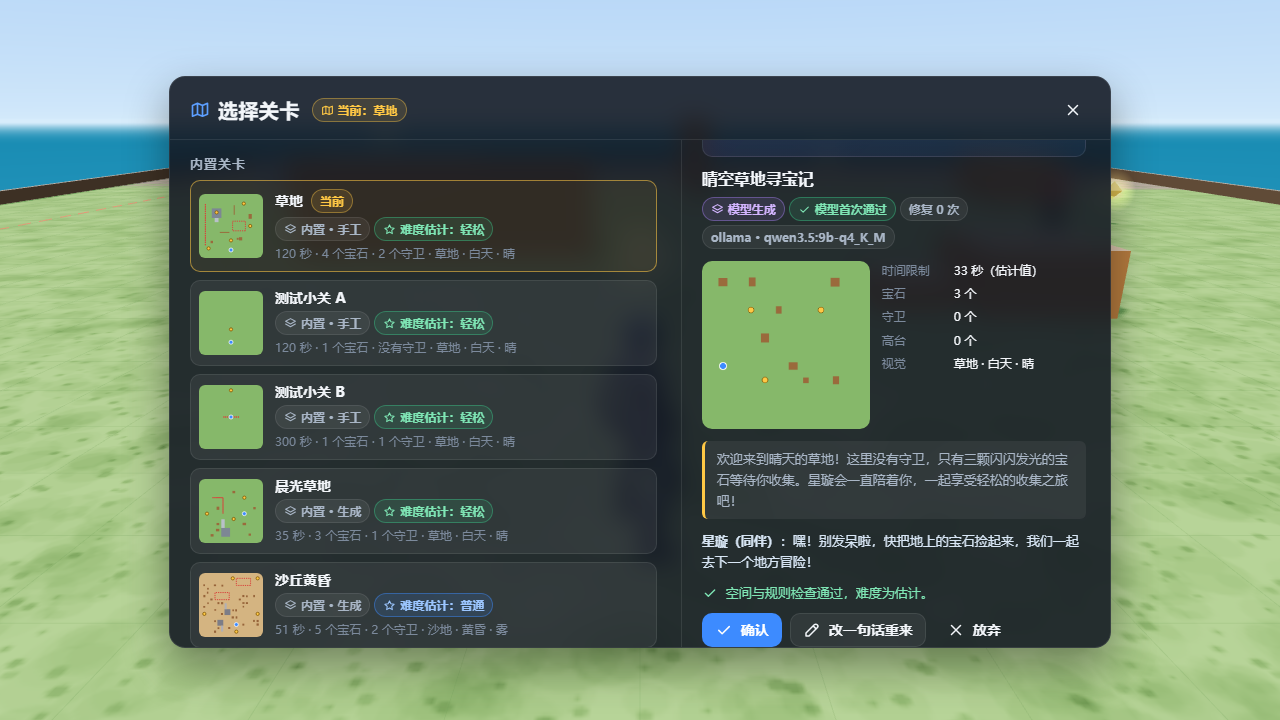 选择关卡
当前：草地
内置关卡
草地 当前
内置 • 手工 难度估计：轻松
120 秒 · 4 个宝石 · 2 个守卫 · 草地 · 白天 · 晴
测试小关 A
内置 • 手工 难度估计：轻松
120 秒 · 1 个宝石 · 没有守卫 · 草地 · 白天 · 晴
测试小关 B
内置 • 手工 难度估计：轻松
300 秒 · 1 个宝石 · 1 个守卫 · 草地 · 白天 · 晴
晨光草地
内置 • 生成 难度估计：轻松
35 秒 · 3 个宝石 · 1 个守卫 · 草地 · 白天 · 晴
沙丘黄昏
内置 • 生成 难度估计：普通
51 秒 · 5 个宝石 · 2 个守卫 · 沙地 · 黄昏 · 雾
晴空草地寻宝记
模型生成 模型首次通过 修复 0 次
ollama • qwen3.5:9b-q4_K_M
时间限制 33 秒（估计值）
宝石 3 个
守卫 0 个
高台 0 个
视觉 草地 · 白天 · 晴
欢迎来到晴天的草地！这里没有守卫，只有三颗闪闪发光的宝
石等待你收集。星璇会一直陪着你，一起享受轻松的收集之旅
吧！
星璇（同伴）：嘿！别发呆啦，快把地上的宝石捡起来，我们一起
去下一个地方冒险！
空间与规则检查通过，难度为估计。
确认 改一句话重来 放弃